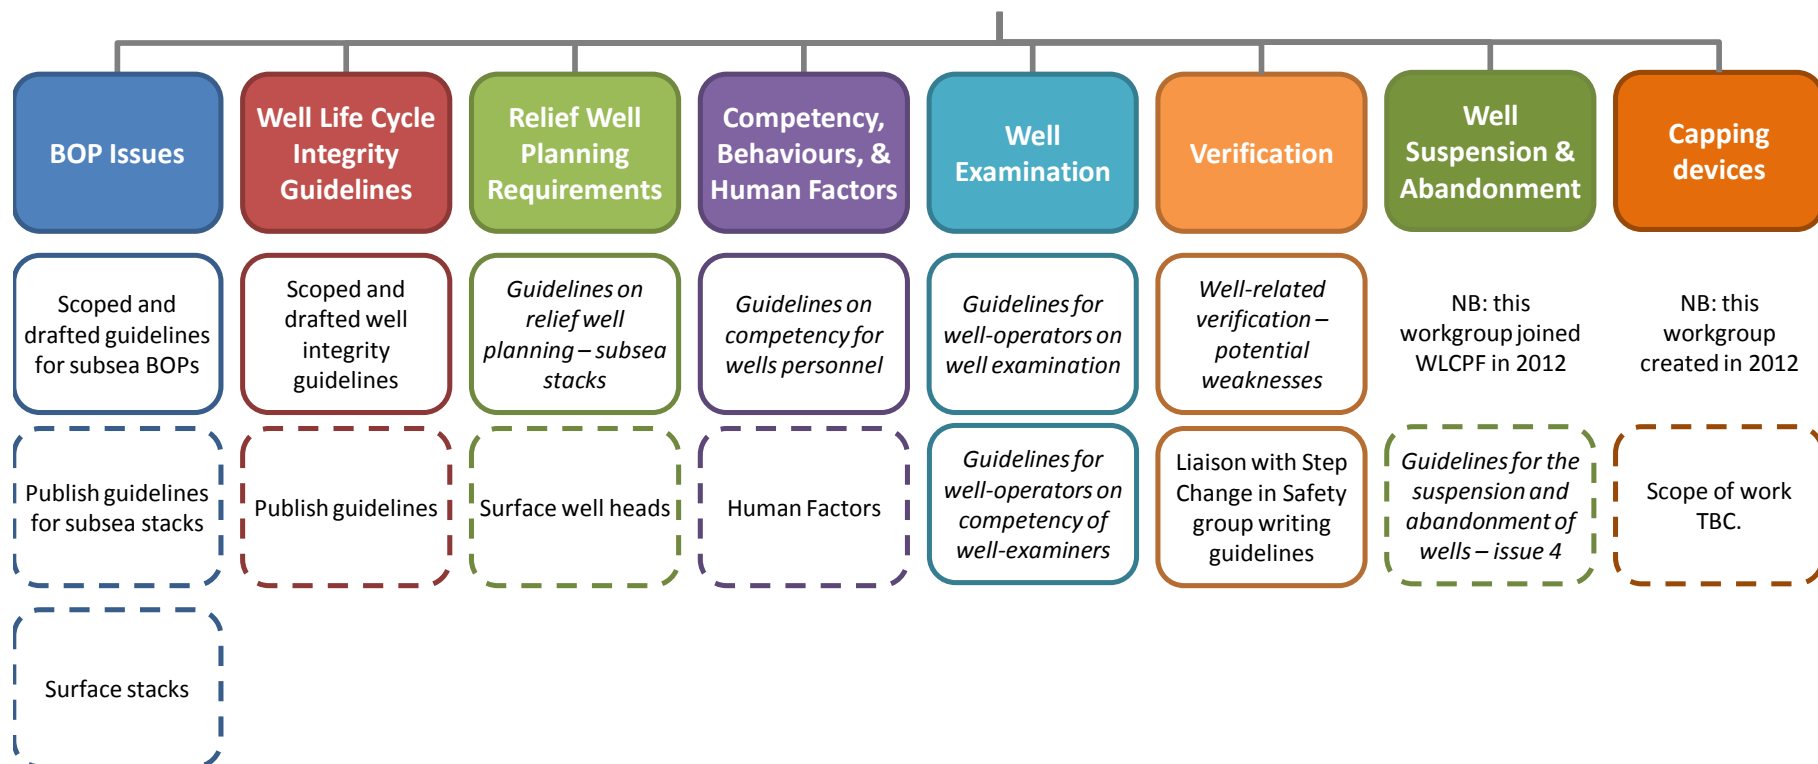 BOP Issues
Well Life Cycle
Integrity
Guidelines
Relief Well
Planning
Requirements
Competency,
Behaviours, &
Human Factors
Well
Examination
Verification
Well
Suspension &
Abandonment
Capping
devices
Scoped and
drafted guidelines
for subsea BOPs
Scoped and
drafted well
integrity
guidelines
Guidelines on
relief well
planning – subsea
stacks
Guidelines on
competency for
wells personnel
Guidelines for
well-operators on
well examination
Well-related
verification –
potential
weaknesses
NB: this
workgroup joined
WLCPF in 2012
NB: this
workgroup
created in 2012
Publish guidelines
for subsea stacks
Publish guidelines
Surface well heads
Human Factors
Guidelines for
well-operators on
competency of
well-examiners
Liaison with Step
Change in Safety
group writing
guidelines
Guidelines for the
suspension and
abandonment of
wells – issue 4
Scope of work
TBC.
Surface stacks